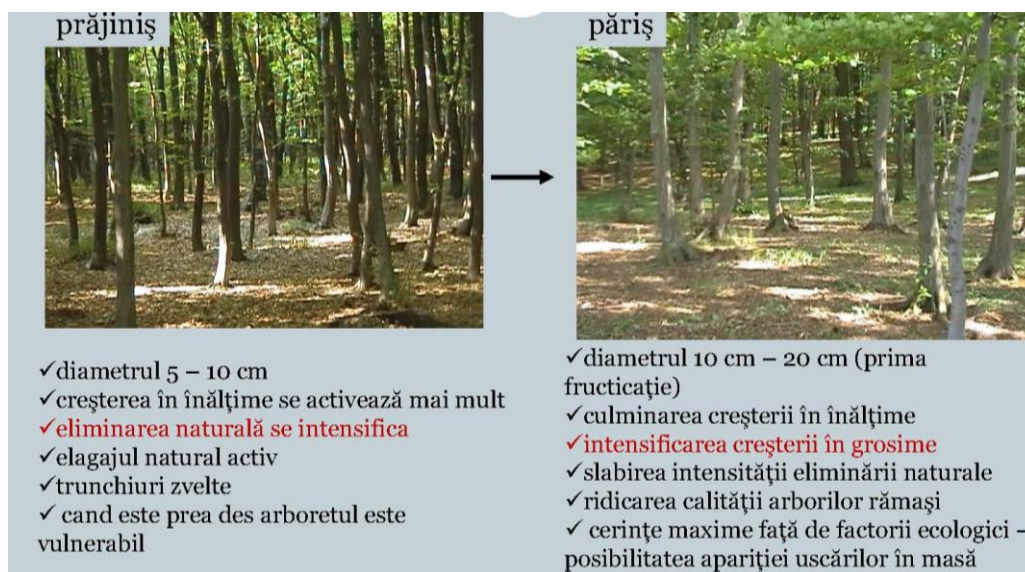 prăjiniş
păriş
✓diametrul 5 – 10 cm
✓creşterea în înălţime se activează mai mult
✓eliminarea naturală se intensifica
✓elagajul natural activ
✓trunchiuri zvelte
✓ cand este prea des arboretul este
vulnerabil
✓diametrul 10 cm – 20 cm (prima
fructicaţie)
✓culminarea creşterii în înălţime
✓intensificarea creşterii în grosime
✓slabirea intensităţii eliminării naturale
✓ridicarea calităţii arborilor rămaşi
✓ cerinţe maxime faţă de factorii ecologici –
posibilitatea apariţiei uscărilor în masă